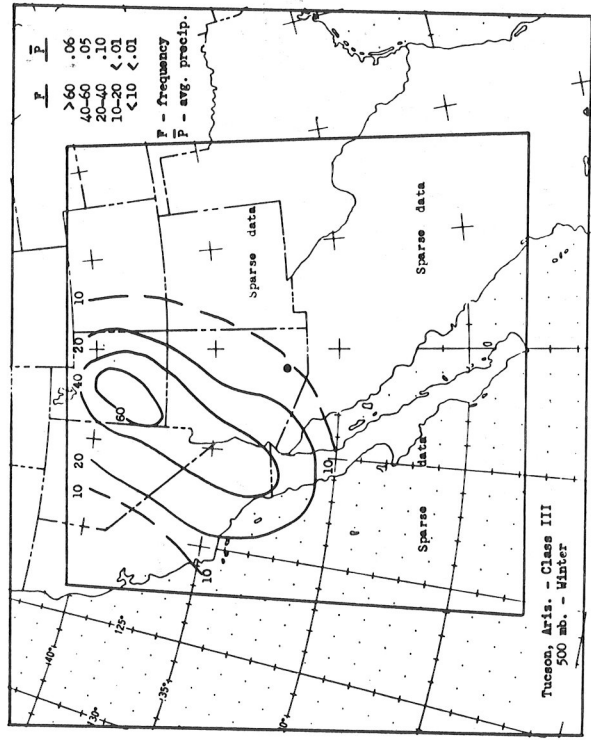 F P
>60 .06
40-60 .05
20-40 .10
10-20 <.01
<10 <.01
F - frequency
P - avg. precip.
10
20
40
60
20
10
10
10
Sparse data
Sparse data
Sparse data
40°
35°
125°
130°
Tucson, Ariz. - Class III
500 mb. - Winter